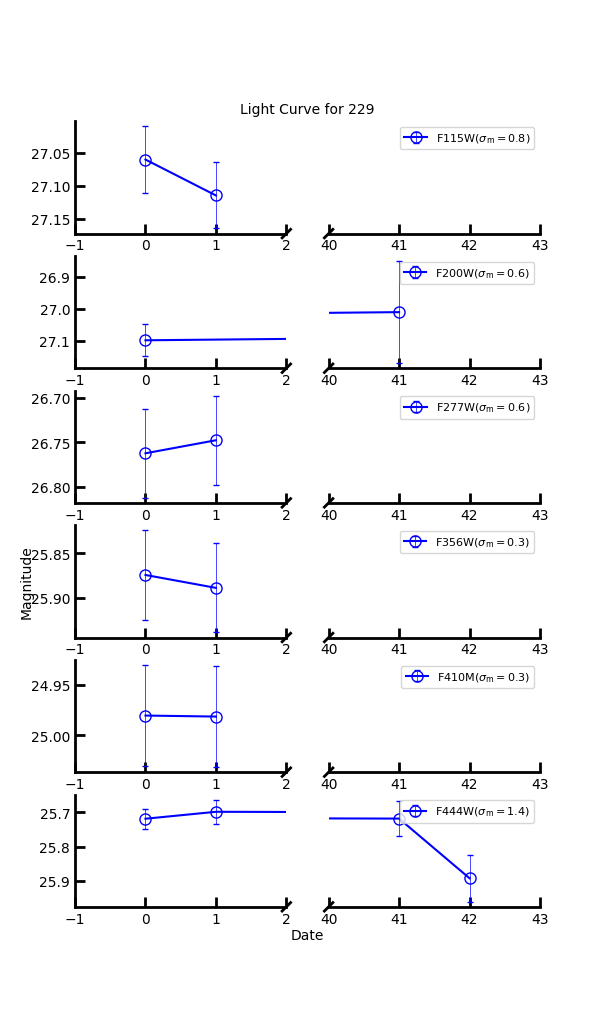 Light Curve for 229
F115W(σm = 0.8)
27.05
27.10
27.15
−1 0 1 2 40 41 42 43
F200W(σm = 0.6)
26.9
27.0
27.1
−1 0 1 2 40 41 42 43
F277W(σm = 0.6)
26.70
26.75
26.80
−1 0 1 2 40 41 42 43
F356W(σm = 0.3)
25.85
25.90
Magnitude
−1 0 1 2 40 41 42 43
F410M(σm = 0.3)
24.95
25.00
−1 0 1 2 40 41 42 43
F444W(σm = 1.4)
25.7
25.8
25.9
−1 0 1 2 40 41 42 43
Date